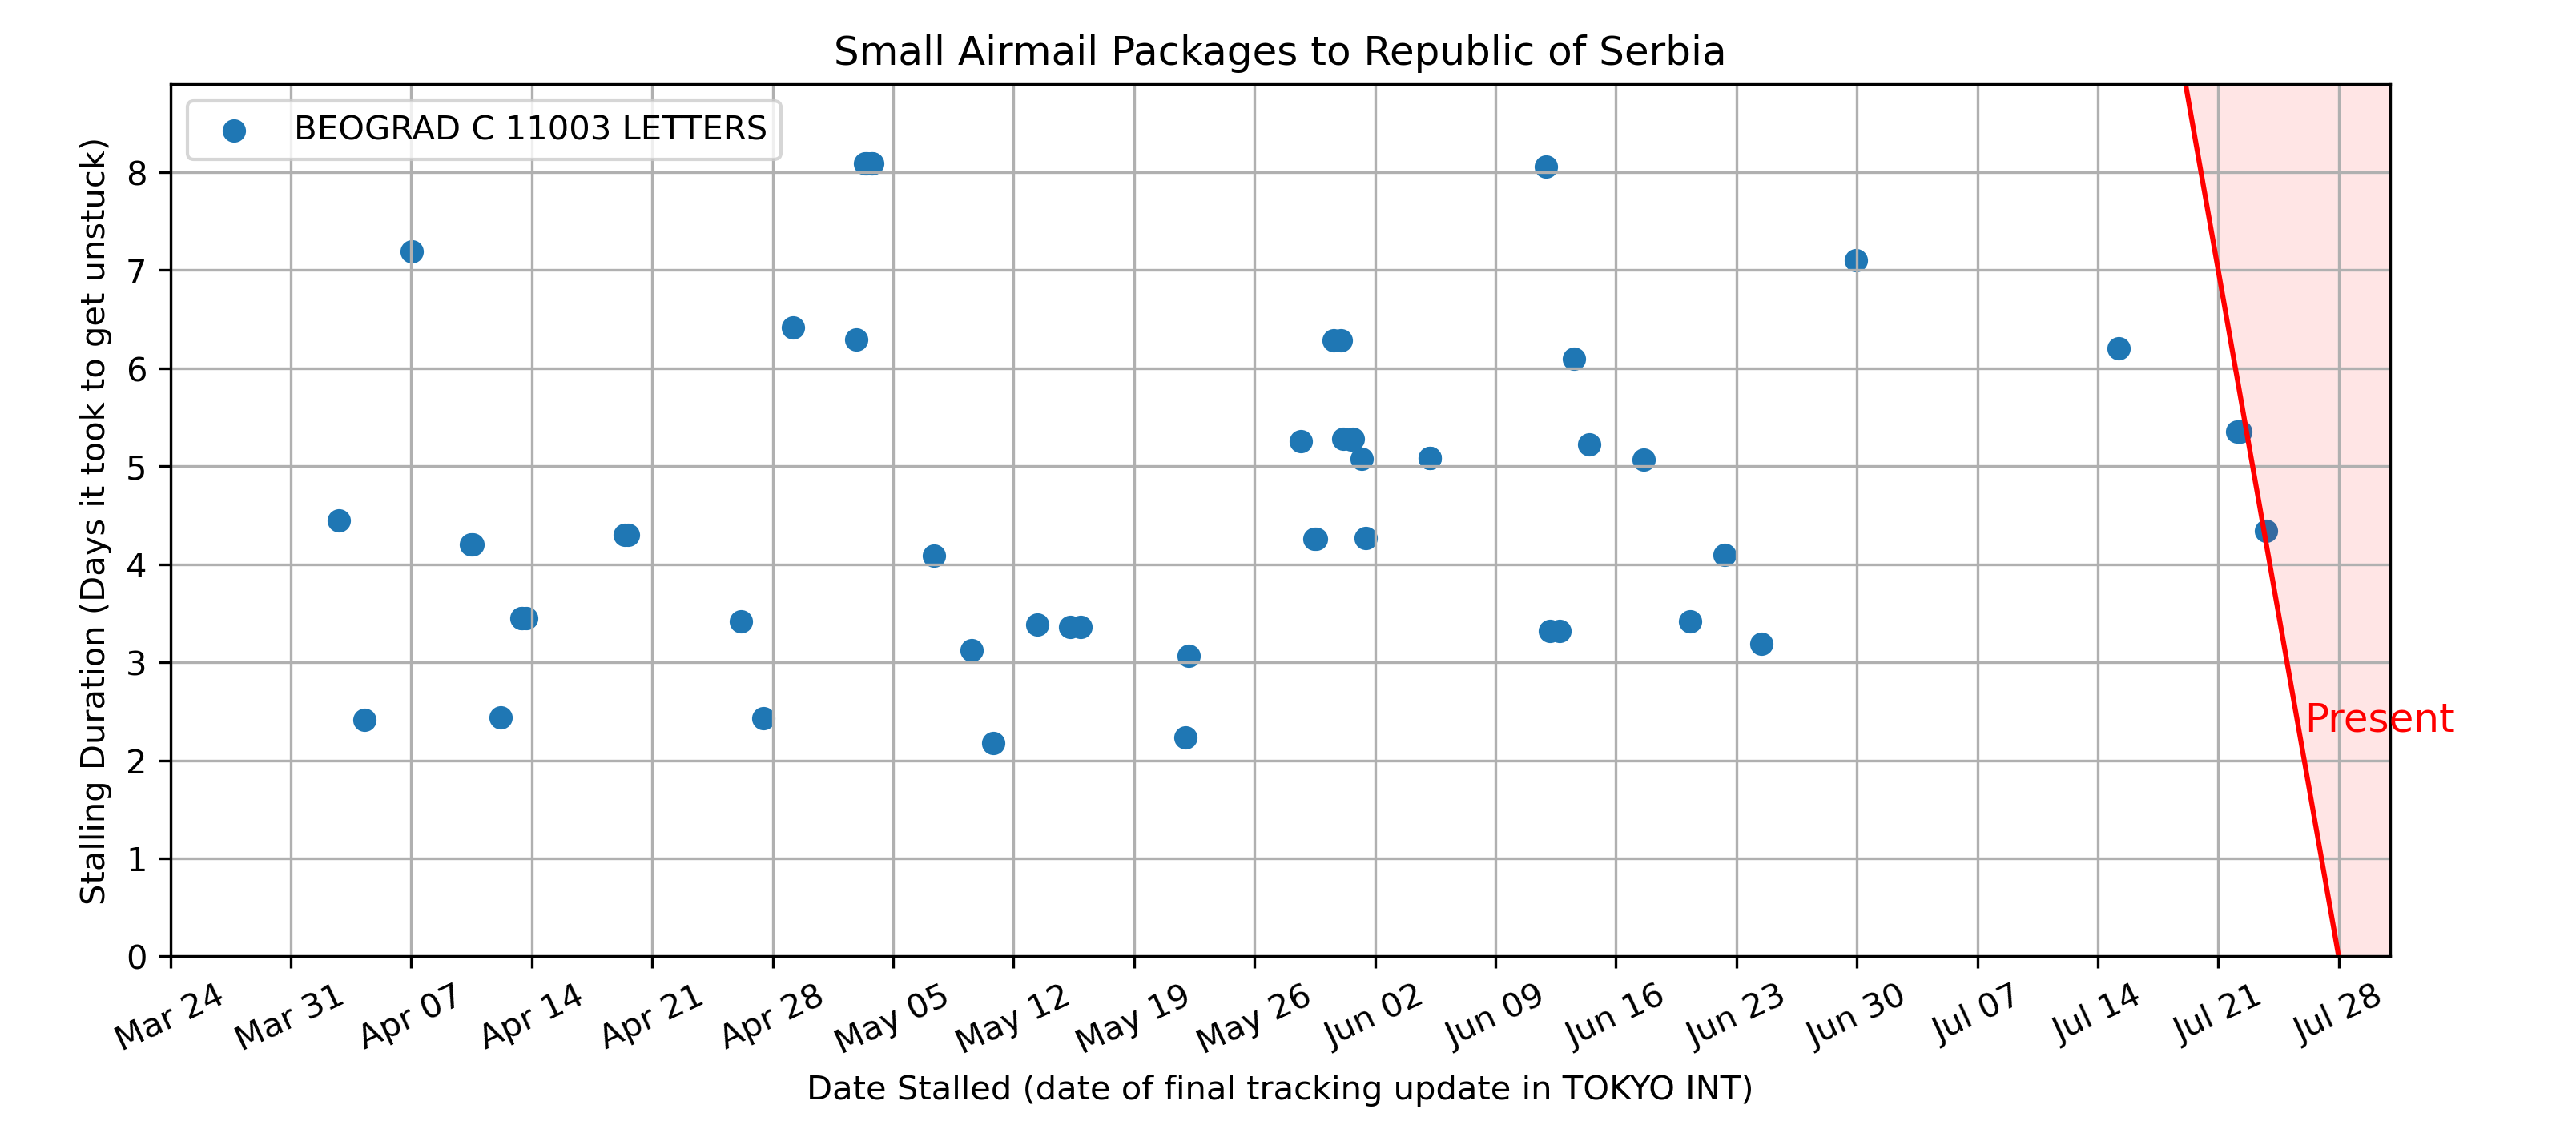 Small Airmail Packages to Republic of Serbia
BEOGRAD C 11003 LETTERS
Stalling Duration (Days it took to get unstuck)
8
7
6
5
4
3
2
1
0
Present
Mar 24 Mar 31 Apr 07 Apr 14 Apr 21 Apr 28 May 05 May 12 May 19 May 26 Jun 02 Jun 09 Jun 16 Jun 23 Jun 30 Jul 07 Jul 14 Jul 21 Jul 28
Date Stalled (date of final tracking update in TOKYO INT)